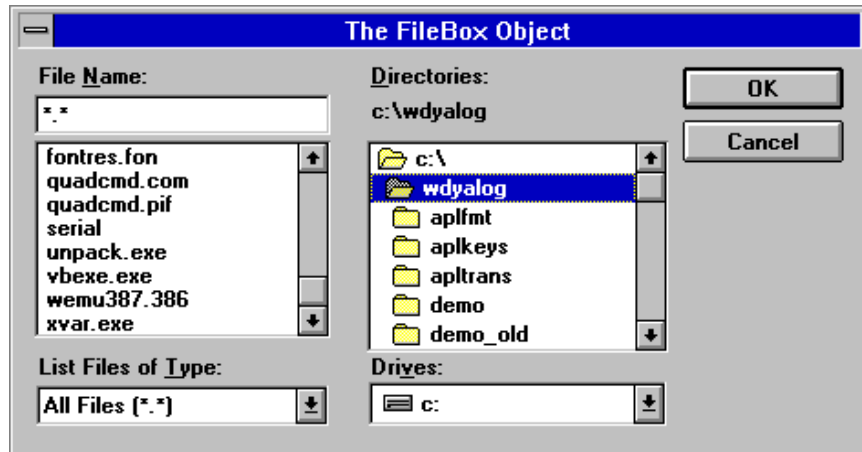 The FileBox Object
File Name:
*.*
fontres.fon
quadcmd.com
quadcmd.pif
serial
unpack.exe
vbexe.exe
wemu387.386
xvar.exe
List Files of Type:
All Files (*.*)
Directories:
c:\wdyalog
c:\
wdyalog
aplfmt
aplkeys
apltrans
demo
demo_old
Drives:
c:
OK
Cancel